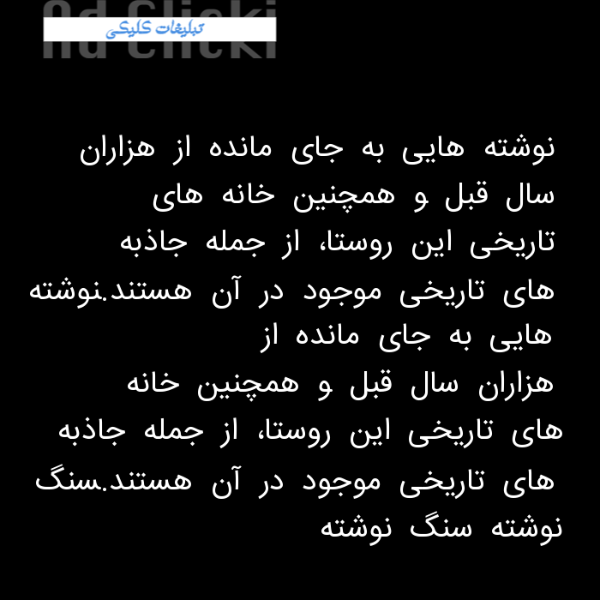 Ad Clicki
تبلیغات کلیکی
نوشته هایی به جای مانده از هزاران
سال قبل و همچنین خانه های
تاریخی این روستا، از جمله جاذبه
های تاریخی موجود در آن هستند.نوشته
هایی به جای مانده از
هزاران سال قبل و همچنین خانه
های تاریخی این روستا، از جمله جاذبه
های تاریخی موجود در آن هستند.سنگ
نوشته سنگ نوشته